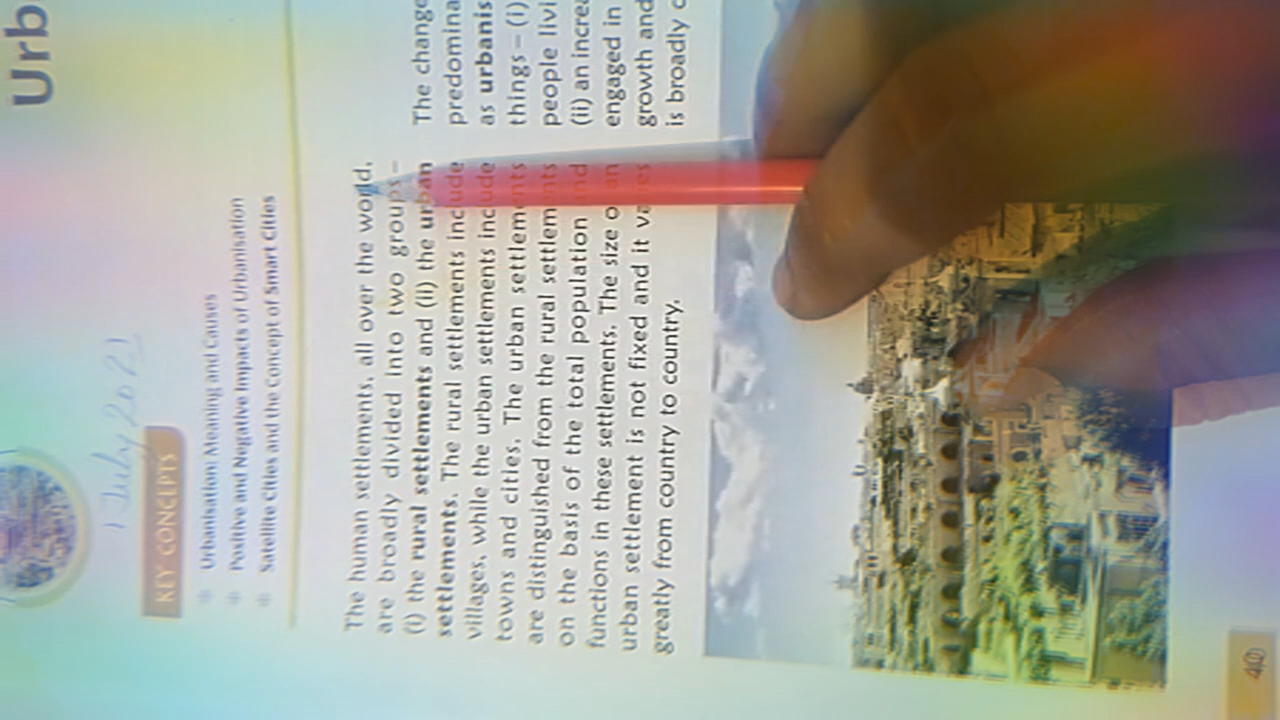 Urb
1 July 2021
KEY CONCEPTS
Urbanisation Meaning and Causes
Positive and Negative Impacts of Urbanisation
Satellite Cities and the Concept of Smart Cities
The human settlements, all over the world,
are broadly divided into two groups –
(i) the rural settlements and (ii) the urban
settlements. The rural settlements include
villages, while the urban settlements include
towns and cities. The urban settlements
are distinguished from the rural settlements
on the basis of the total population and
functions in these settlements. The size of an
urban settlement is not fixed and it varies
greatly from country to country.
The change
predomina
as urbanis
things – (i)
people livi
(ii) an increa
engaged in
growth and
is broadly c
40